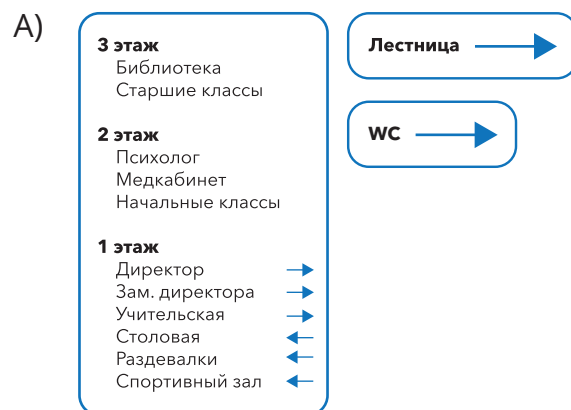 А)
3 этаж
Библиотека
Старшие классы
2 этаж
Психолог
Медкабинет
Начальные классы
1 этаж
Директор
Зам. директора
Учительская
Столовая
Раздевалки
Спортивный зал
Лестница
WC